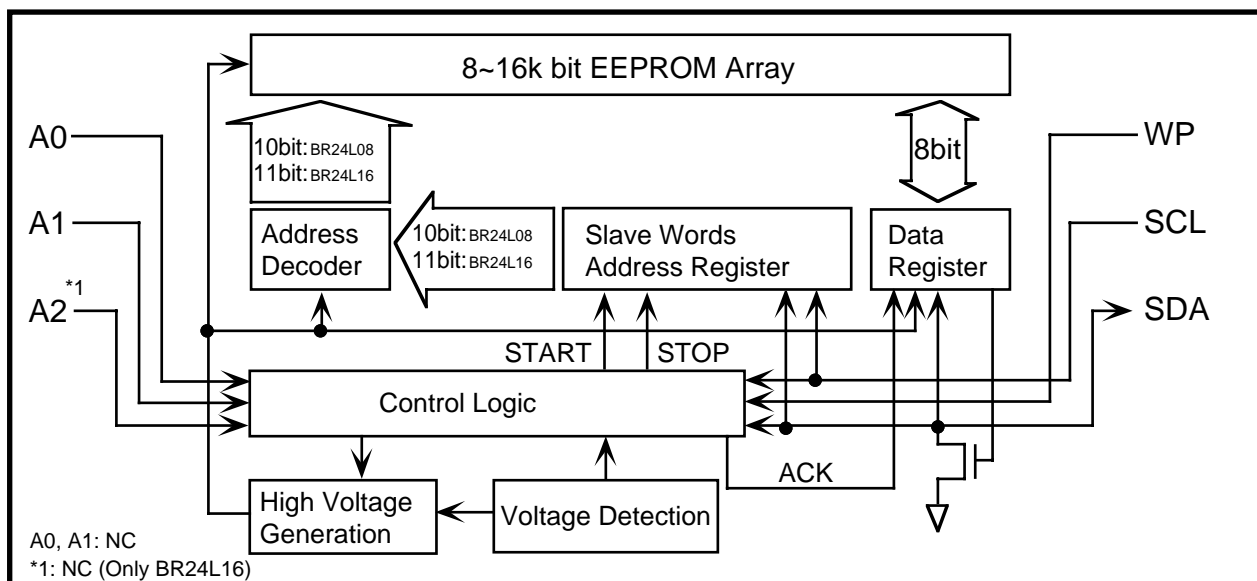 8~16k bit EEPROM Array
A0
10bit: BR24L08
11bit: BR24L16
8bit
WP
A1
Address
Decoder
10bit: BR24L08
11bit: BR24L16
Slave Words
Address Register
Data
Register
SCL
A2 *1
SDA
START
STOP
Control Logic
ACK
High Voltage
Generation
Voltage Detection
A0, A1: NC
*1: NC (Only BR24L16)